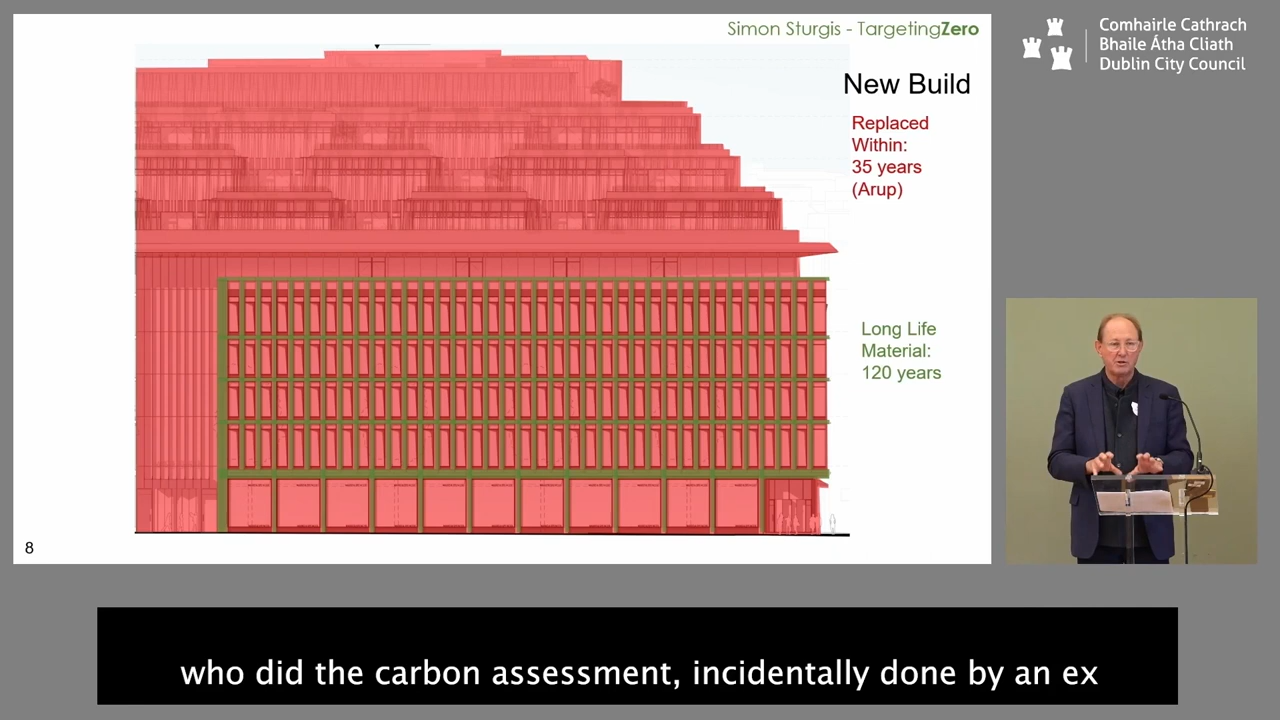 Simon Sturgis - TargetingZero
New Build
Replaced
Within:
35 years
(Arup)
Long Life
Material:
120 years
8
Comhairle Cathrach
Bhaile Átha Cliath
Dublin City Council
who did the carbon assessment, incidentally done by an ex